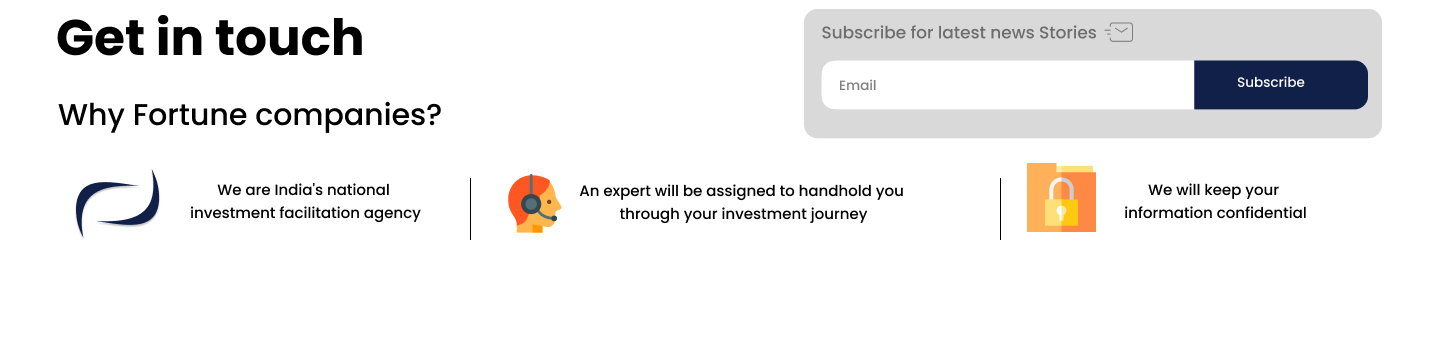 Get in touch
Subscribe for latest news Stories
Email
Subscribe
Why Fortune companies?
We are India's national
investment facilitation agency
An expert will be assigned to handhold you
through your investment journey
We will keep your
information confidential